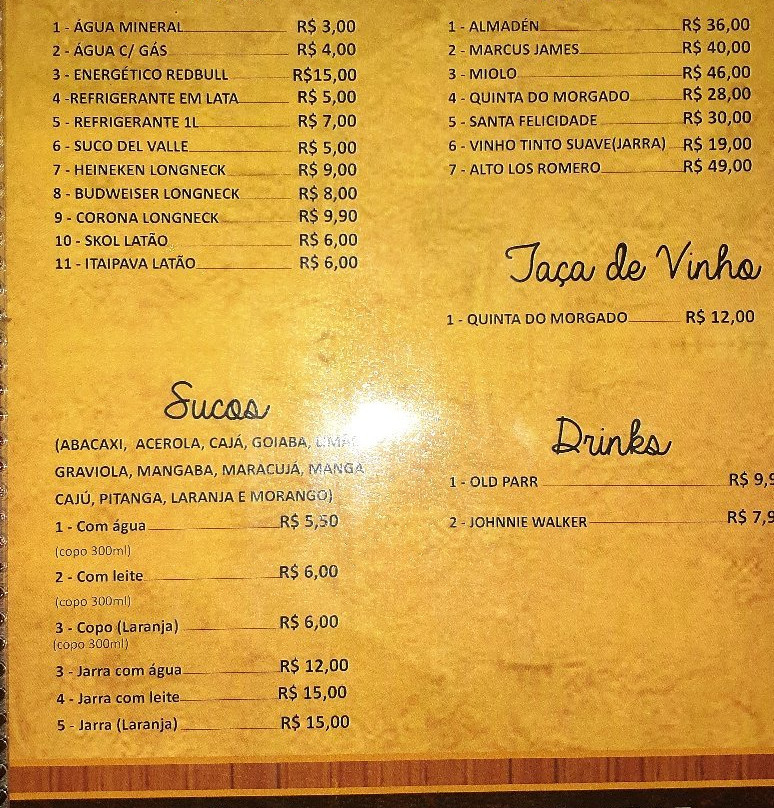 1 - ÁGUA MINERAL R$ 3,00
2 - ÁGUA C/ GÁS R$ 4,00
3 - ENERGÉTICO REDBULL R$15,00
4 -REFRIGERANTE EM LATA R$ 5,00
5 - REFRIGERANTE 1L R$ 7,00
6 - SUCO DEL VALLE R$ 5,00
7 - HEINEKEN LONGNECK R$ 9,00
8 - BUDWEISER LONGNECK R$ 8,00
9 - CORONA LONGNECK R$ 9,90
10 - SKOL LATÃO R$ 6,00
11 - ITAIPAVA LATÃO R$ 6,00
Sucos
(ABACAXI, ACEROLA, CAJÁ, GOIABA,
GRAVIOLA, MANGABA, MARACUJÁ, MANGA
CAJÚ, PITANGA, LARANJA E MORANGO)
1 - Com água R$ 5,50
(copo 300ml)
2 - Com leite R$ 6,00
(copo 300ml)
3 - Copo (Laranja) R$ 6,00
(copo 300ml)
3 - Jarra com água R$ 12,00
4 - Jarra com leite R$ 15,00
5 - Jarra (Laranja) R$ 15,00
1 - ALMADÉN R$ 36,00
2 - MARCUS JAMES R$ 40,00
3 - MIOLO R$ 46,00
4 - QUINTA DO MORGADO R$ 28,00
5 - SANTA FELICIDADE R$ 30,00
6 - VINHO TINTO SUAVE(JARRA) R$ 19,00
7 - ALTO LOS ROMERO R$ 49,00
Taça de Vinho
1 - QUINTA DO MORGADO R$ 12,00
Drinks
1 - OLD PARR R$ 9,9
2 - JOHNNIE WALKER R$ 7,9